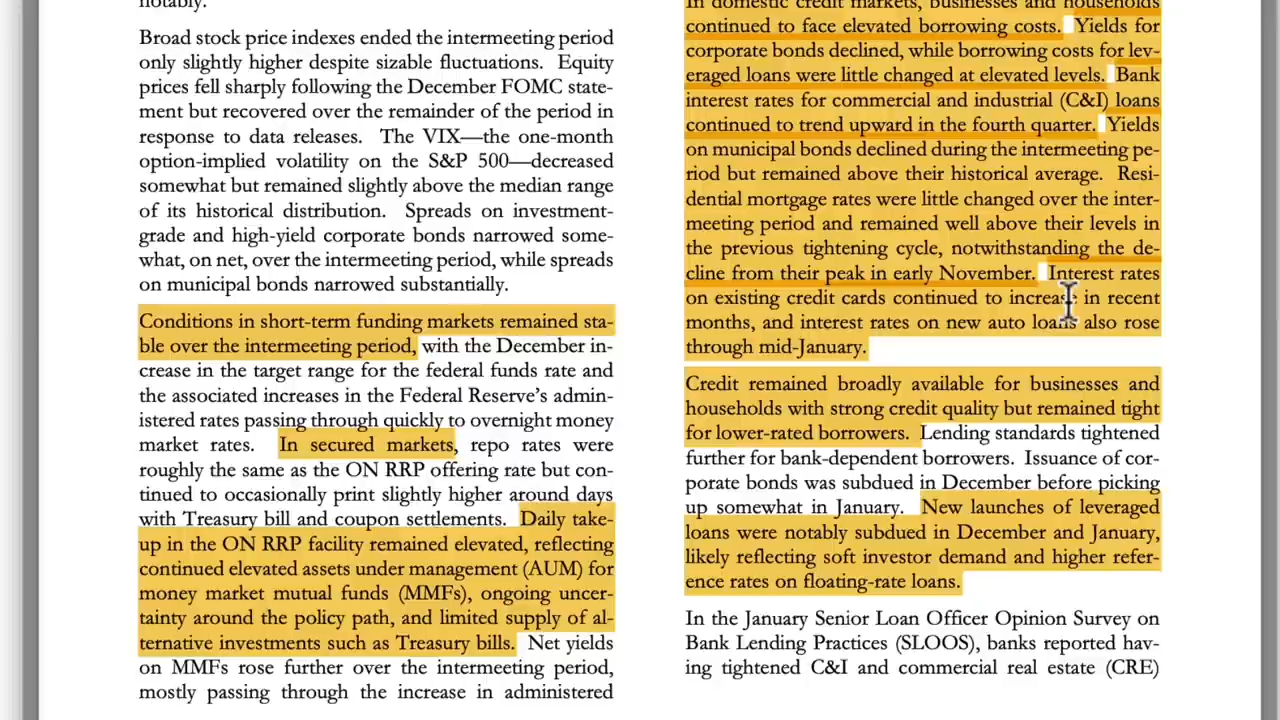 notably.
Broad stock price indexes ended the intermeeting period
only slightly higher despite sizable fluctuations. Equity
prices fell sharply following the December FOMC state-
ment but recovered over the remainder of the period in
response to data releases. The VIX—the one-month
option-implied volatility on the S&P 500—decreased
somewhat but remained slightly above the median range
of its historical distribution. Spreads on investment-
grade and high-yield corporate bonds narrowed some-
what, on net, over the intermeeting period, while spreads
on municipal bonds narrowed substantially.
Conditions in short-term funding markets remained sta-
ble over the intermeeting period, with the December in-
crease in the target range for the federal funds rate and
the associated increases in the Federal Reserve's admin-
istered rates passing through quickly to overnight money
market rates. In secured markets, repo rates were
roughly the same as the ON RRP offering rate but con-
tinued to occasionally print slightly higher around days
with Treasury bill and coupon settlements. Daily take-
up in the ON RRP facility remained elevated, reflecting
continued elevated assets under management (AUM) for
money market mutual funds (MMFs), ongoing uncer-
tainty around the policy path, and limited supply of al-
ternative investments such as Treasury bills. Net yields
on MMFs rose further over the intermeeting period,
mostly passing through the increase in administered
In domestic credit markets, businesses and households
continued to face elevated borrowing costs. Yields for
corporate bonds declined, while borrowing costs for lev-
eraged loans were little changed at elevated levels. Bank
interest rates for commercial and industrial (C&I) loans
continued to trend upward in the fourth quarter. Yields
on municipal bonds declined during the intermeeting pe-
riod but remained above their historical average. Resi-
dential mortgage rates were little changed over the inter-
meeting period and remained well above their levels in
the previous tightening cycle, notwithstanding the de-
cline from their peak in early November. Interest rates
on existing credit cards continued to increase in recent
months, and interest rates on new auto loans also rose
through mid-January.
Credit remained broadly available for businesses and
households with strong credit quality but remained tight
for lower-rated borrowers. Lending standards tightened
further for bank-dependent borrowers. Issuance of cor-
porate bonds was subdued in December before picking
up somewhat in January. New launches of leveraged
loans were notably subdued in December and January,
likely reflecting soft investor demand and higher refer-
ence rates on floating-rate loans.
In the January Senior Loan Officer Opinion Survey on
Bank Lending Practices (SLOOS), banks reported hav-
ing tightened C&I and commercial real estate (CRE)